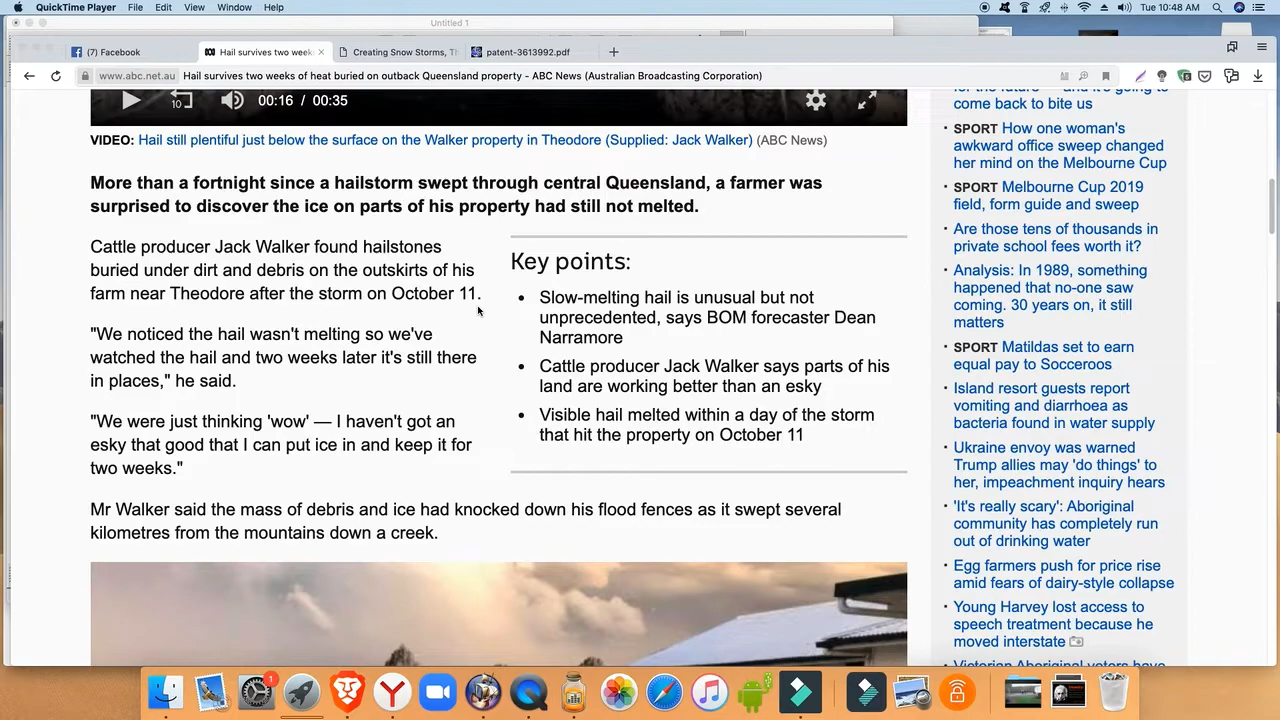 QuickTime Player File Edit View Window Help
Tue 10:48 AM
Untitled 1
(7) Facebook
Hail survives two week
Creating Snow Storms, Th
patent-3613992.pdf
www.abc.net.au Hail survives two weeks of heat buried on outback Queensland property - ABC News (Australian Broadcasting Corporation)
10
00:16 / 00:35
VIDEO: Hail still plentiful just below the surface on the Walker property in Theodore (Supplied: Jack Walker) (ABC News)
More than a fortnight since a hailstorm swept through central Queensland, a farmer was
surprised to discover the ice on parts of his property had still not melted.
Cattle producer Jack Walker found hailstones
buried under dirt and debris on the outskirts of his
farm near Theodore after the storm on October 11.
"We noticed the hail wasn't melting so we've
watched the hail and two weeks later it's still there
in places," he said.
"We were just thinking 'wow' — I haven't got an
esky that good that I can put ice in and keep it for
two weeks."
Key points:
Slow-melting hail is unusual but not
unprecedented, says BOM forecaster Dean
Narramore
Cattle producer Jack Walker says parts of his
land are working better than an esky
Visible hail melted within a day of the storm
that hit the property on October 11
Mr Walker said the mass of debris and ice had knocked down his flood fences as it swept several
kilometres from the mountains down a creek.
for the future — and it's going to
come back to bite us
SPORT How one woman's
awkward office sweep changed
her mind on the Melbourne Cup
SPORT Melbourne Cup 2019
field, form guide and sweep
Are those tens of thousands in
private school fees worth it?
Analysis: In 1989, something
happened that no-one saw
coming. 30 years on, it still
matters
SPORT Matildas set to earn
equal pay to Socceroos
Island resort guests report
vomiting and diarrhoea as
bacteria found in water supply
Ukraine envoy was warned
Trump allies may 'do things' to
her, impeachment inquiry hears
'It's really scary': Aboriginal
community has completely run
out of drinking water
Egg farmers push for price rise
amid fears of dairy-style collapse
Young Harvey lost access to
speech treatment because he
moved interstate
Victorian Aboriginal voters have
1